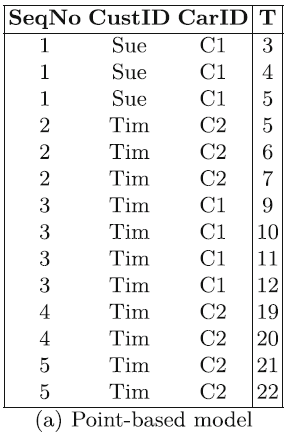 SeqNo CustID CarID T
1 Sue C1 3
1 Sue C1 4
1 Sue C1 5
2 Tim C2 5
2 Tim C2 6
2 Tim C2 7
3 Tim C1 9
3 Tim C1 10
3 Tim C1 11
3 Tim C1 12
4 Tim C2 19
4 Tim C2 20
5 Tim C2 21
5 Tim C2 22
(a) Point-based model